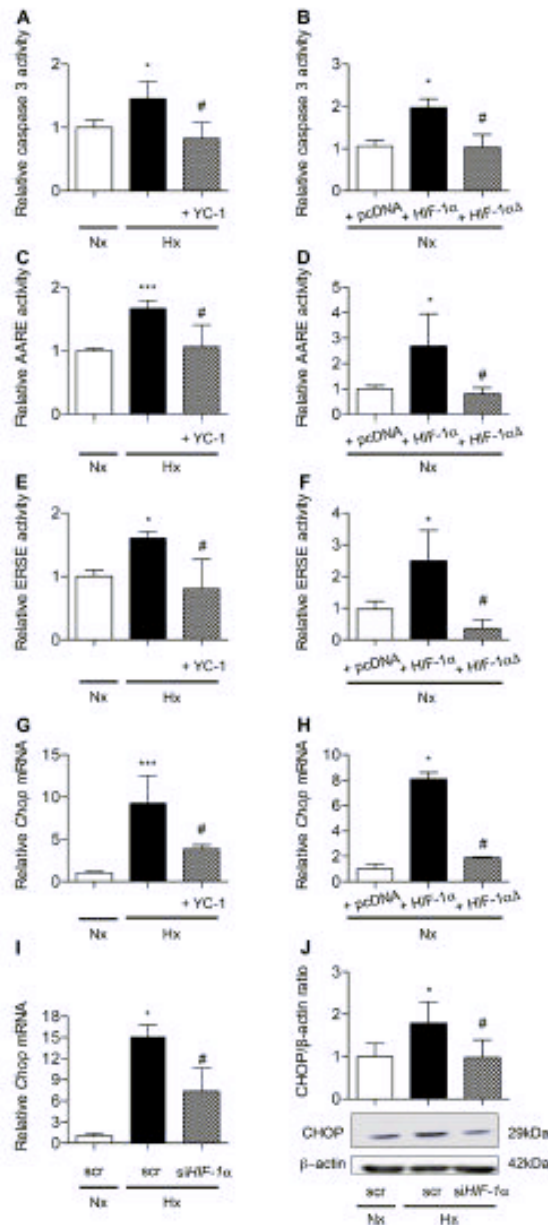 A
Relative caspase 3 activity
2
1
0
*
#
+ YC-1
Nx
Hx
B
Relative caspase 3 activity
3
2
1
0
*
#
+ pcDNA
+ HIF-1α
+ HIF-1αΔ
Nx
C
Relative AARE activity
2
1
0
***
#
+ YC-1
Nx
Hx
D
Relative AARE activity
5
4
3
2
1
0
*
#
+ pcDNA
+ HIF-1α
+ HIF-1αΔ
Nx
E
Relative ERSE activity
2
1
0
*
#
+ YC-1
Nx
Hx
F
Relative ERSE activity
4
3
2
1
0
*
#
+ pcDNA
+ HIF-1α
+ HIF-1αΔ
Nx
G
Relative Chop mRNA
15
10
5
0
***
#
+ YC-1
Nx
Hx
H
Relative Chop mRNA
10
8
6
4
2
0
*
#
+ pcDNA
+ HIF-1α
+ HIF-1αΔ
Nx
I
Relative Chop mRNA
18
15
12
9
6
3
0
*
#
scr
scr
siHIF-1α
Nx
Hx
J
CHOP/β-actin ratio
3
2
1
0
*
#
CHOP
29kDa
β-actin
42kDa
scr
scr
siHIF-1α
Nx
Hx